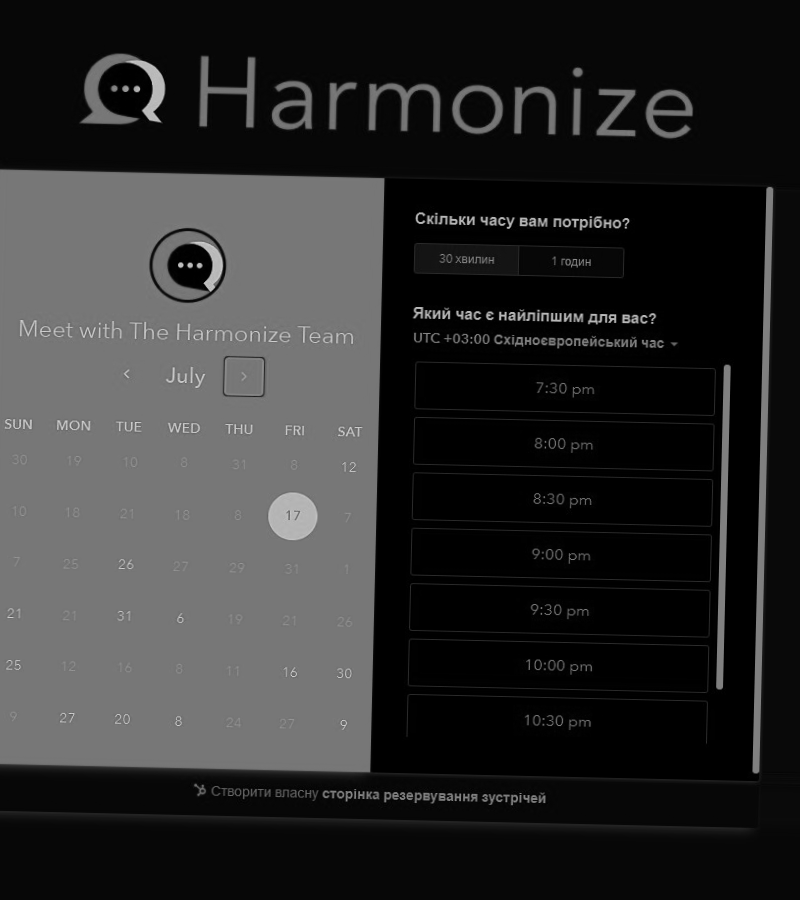 Harmonize
Meet with The Harmonize Team
July
SUN MON TUE WED THU FRI SAT
30 19 10 8 31 8 12
10 18 21 18 8 17 7
7 25 26 27 29 31 1
21 21 31 6 19 21 26
25 12 16 8 11 16 30
9 27 20 8 24 27 9
Скільки часу вам потрібно?
30 хвилин 1 годин
Який час є найліпшим для вас?
UTC +03:00 Східноєвропейський час
7:30 pm
8:00 pm
8:30 pm
9:00 pm
9:30 pm
10:00 pm
10:30 pm
Створити власну сторінка резервування зустрічей